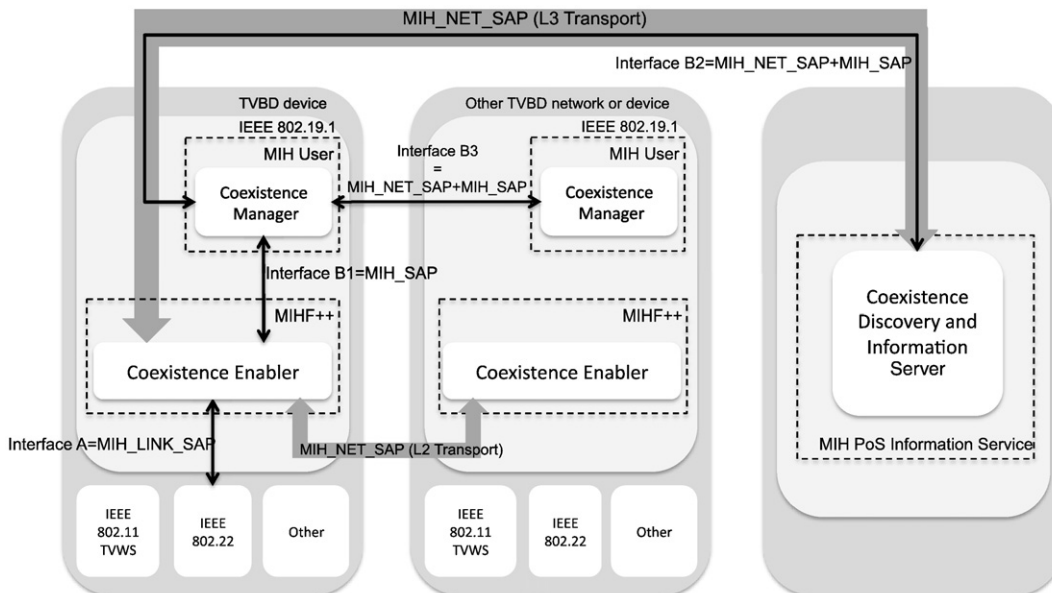 MIH_NET_SAP (L3 Transport)
Interface B2=MIH_NET_SAP+MIH_SAP
TVBD device
IEEE 802.19.1
MIH User
Coexistence
Manager
Interface B1=MIH_SAP
MIHF++
Coexistence Enabler
Interface A=MIH_LINK_SAP
IEEE
802.11
TVWS
IEEE
802.22
Other
Interface B3
=
MIH_NET_SAP+MIH_SAP
MIH_NET_SAP (L2 Transport)
Other TVBD network or device
IEEE 802.19.1
MIH User
Coexistence
Manager
MIHF++
Coexistence Enabler
IEEE
802.11
TVWS
IEEE
802.22
Other
Coexistence
Discovery and
Information
Server
MIH PoS Information Service